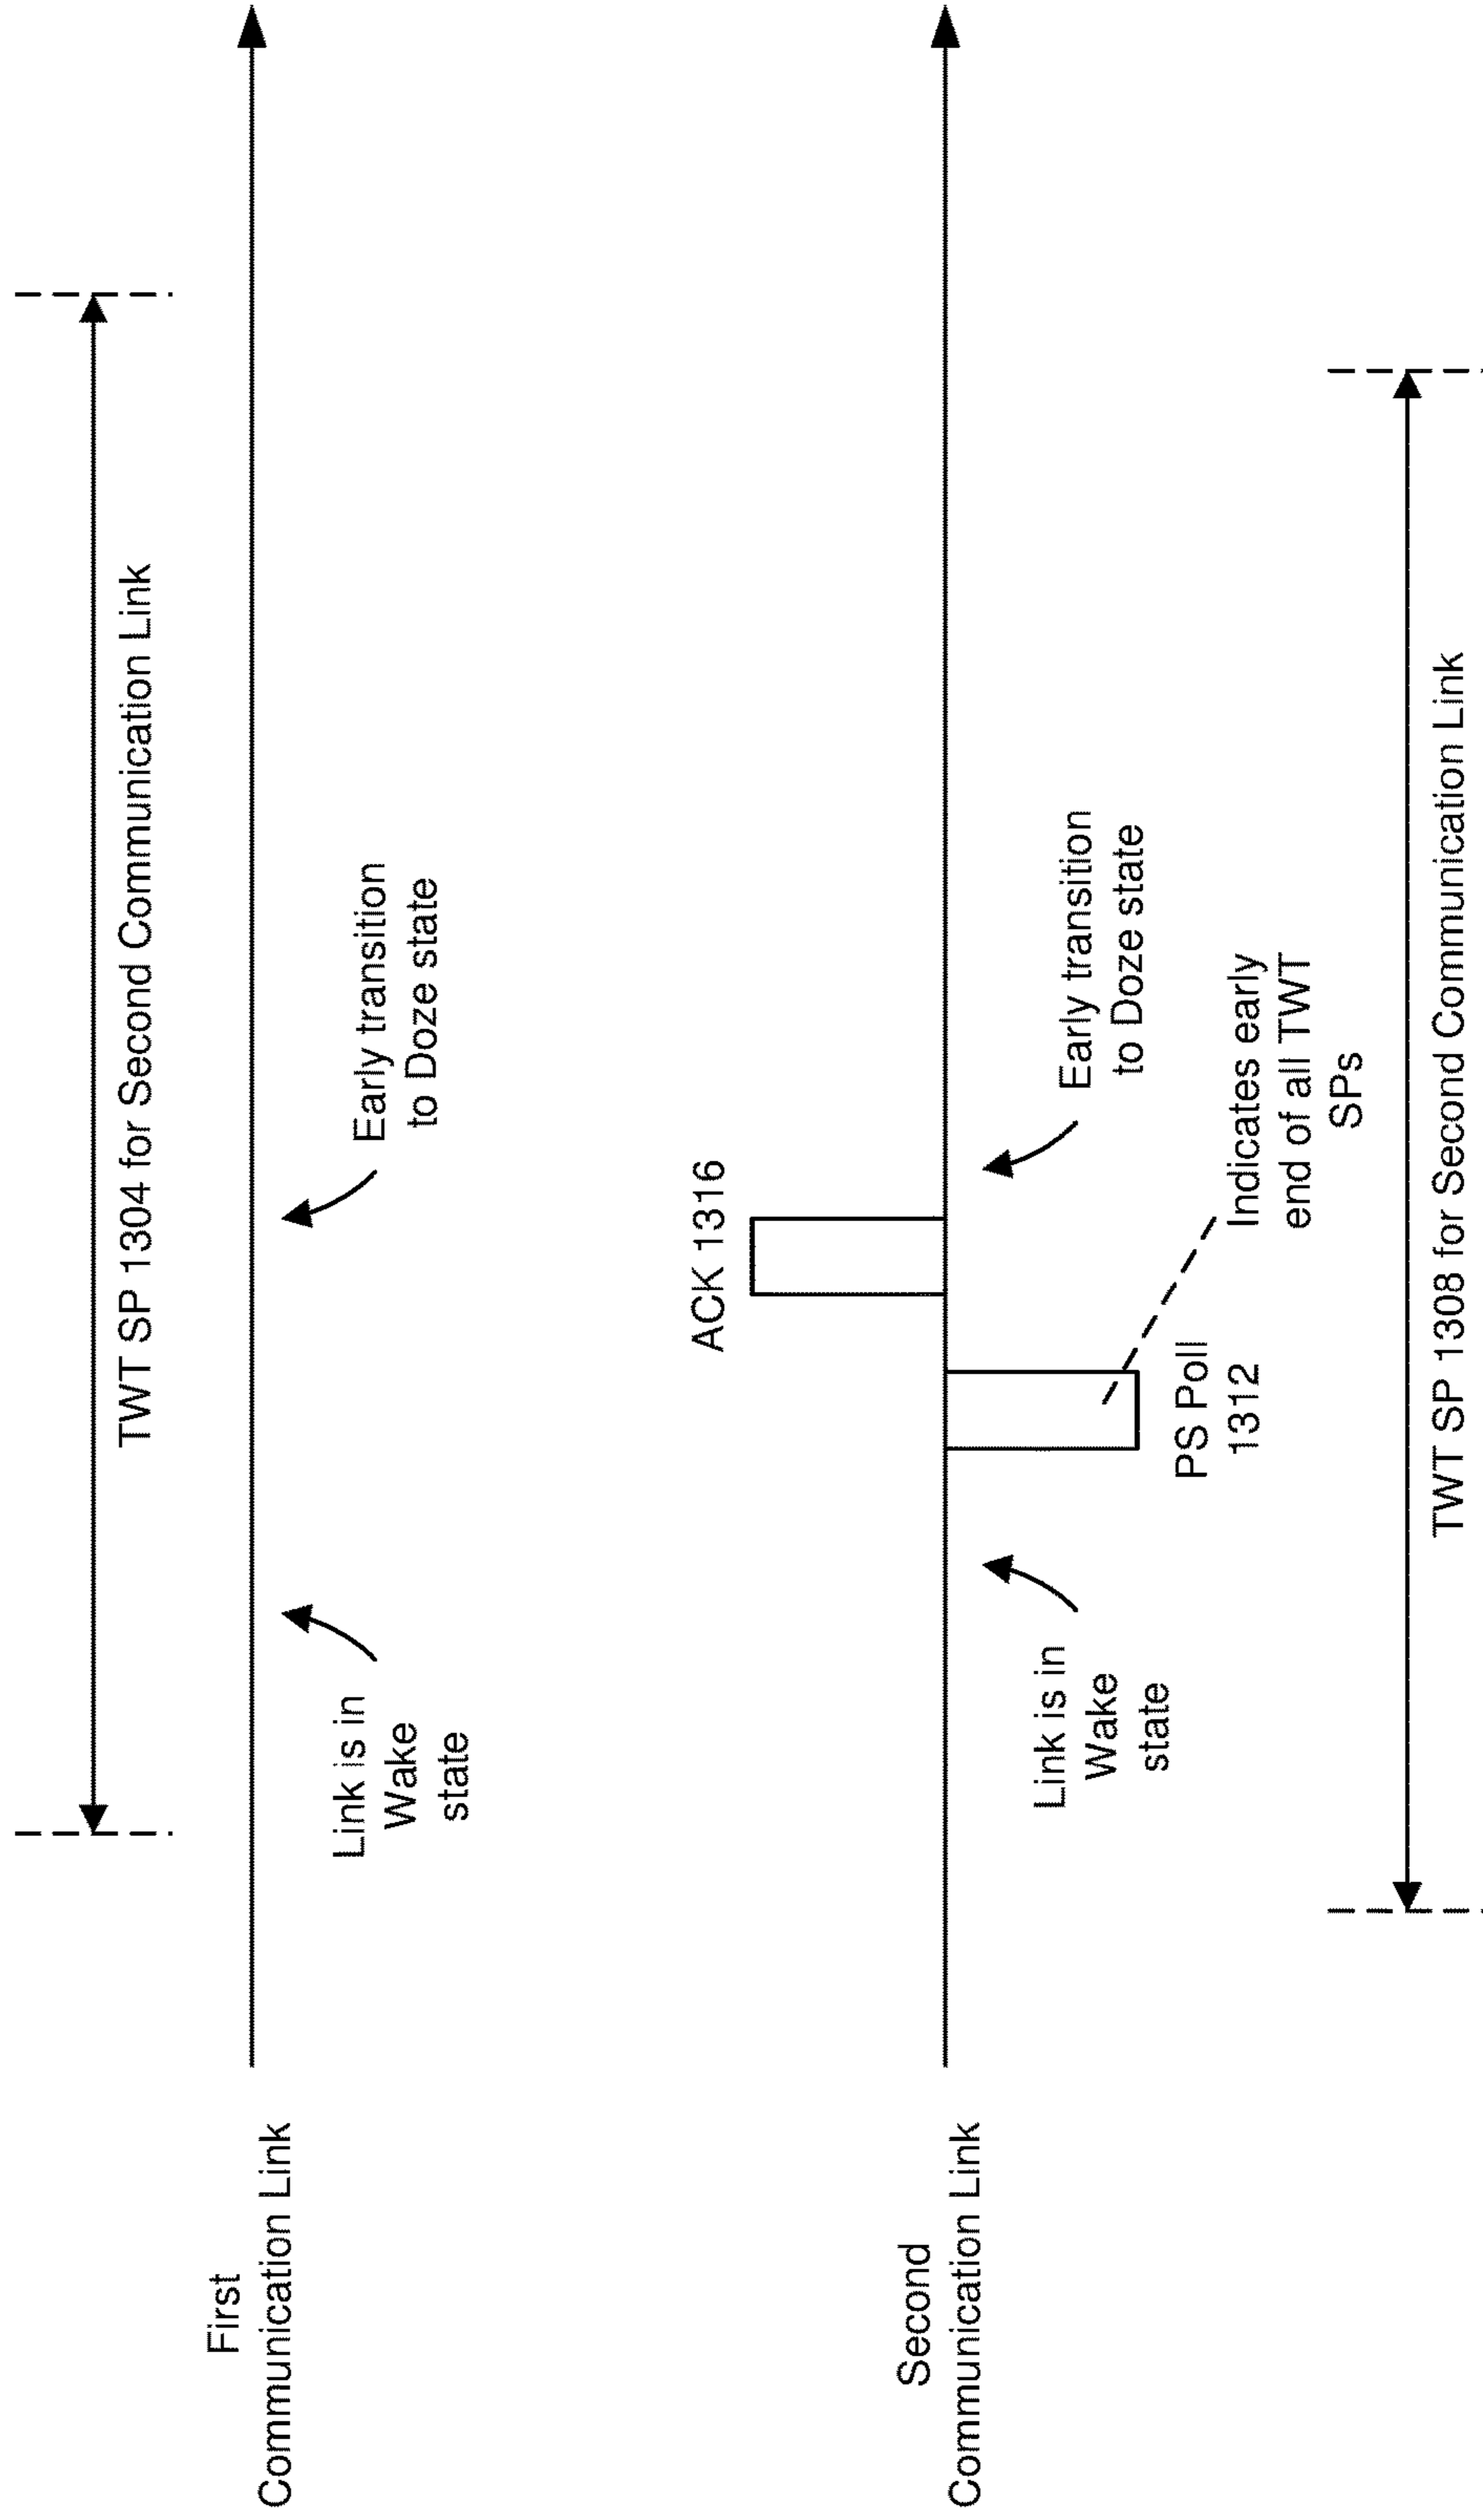 TWT SP 1304 for Second Communication Link
First
Communication Link
Link is in
Wake
state
Early transition
to Doze state
ACK 1316
Second
Communication Link
Link is in
Wake
state
PS Poll
1312
Early transition
to Doze state
Indicates early
end of all TWT
SPs
TWT SP 1308 for Second Communication Link